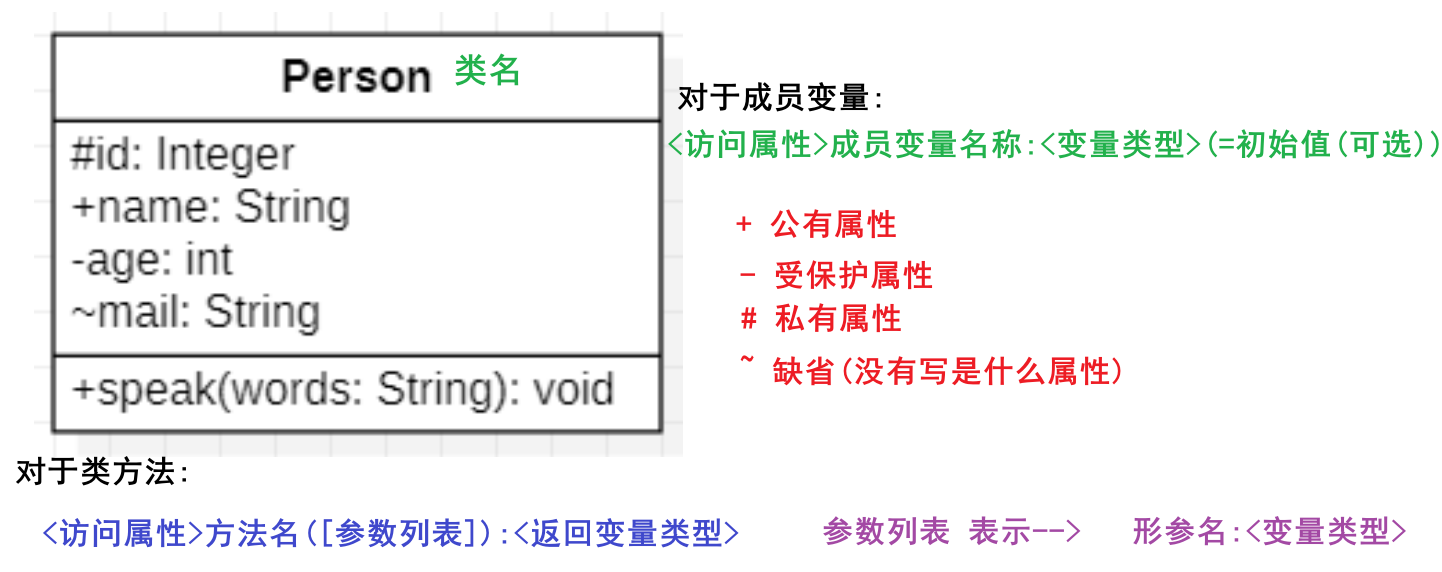 Person 类名
#id: Integer
+name: String
-age: int
~mail: String
+speak(words: String): void
对于成员变量:
<访问属性>成员变量名称:<变量类型>(=初始值(可选))
+ 公有属性
- 受保护属性
# 私有属性
~ 缺省(没有写是什么属性)
对于类方法:
<访问属性>方法名([参数列表]):<返回变量类型>
参数列表 表示--> 形参名:<变量类型>